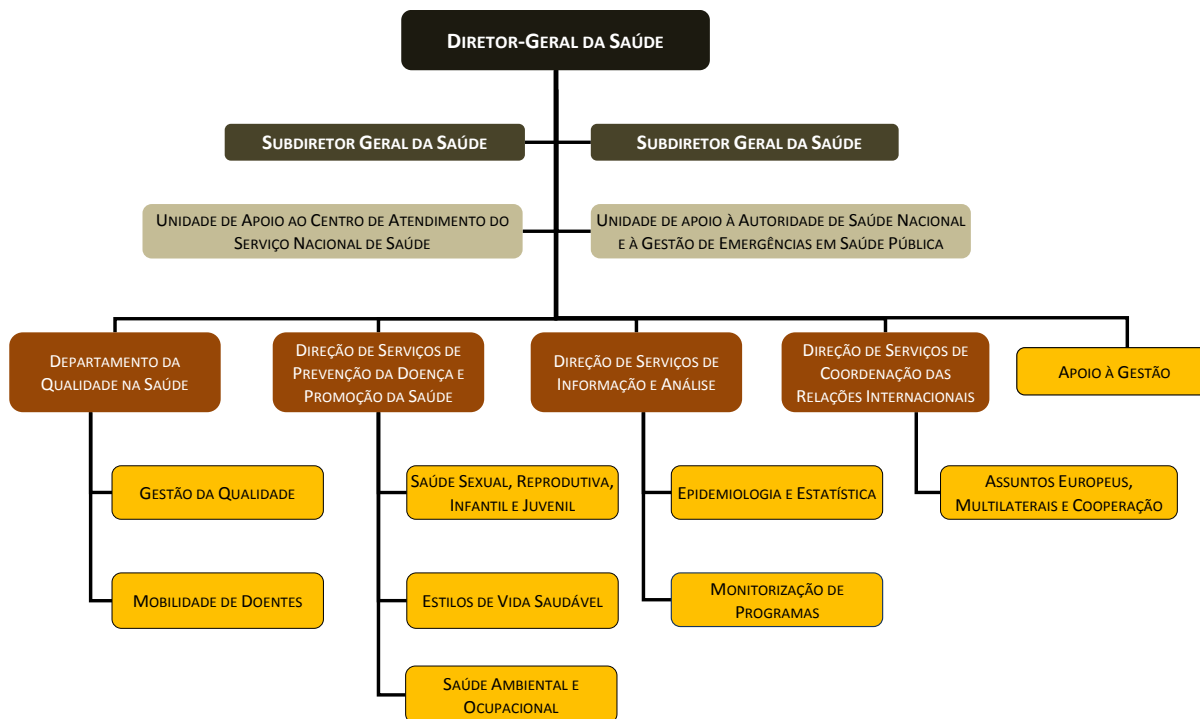 Diretor-Geral da Saúde
Subdiretor Geral da Saúde
Subdiretor Geral da Saúde
Unidade de Apoio ao Centro de Atendimento do
Serviço Nacional de Saúde
Unidade de apoio à Autoridade de Saúde Nacional
e à Gestão de Emergências em Saúde Pública
Departamento da
Qualidade na Saúde
Direção de Serviços de
Prevenção da Doença e
Promoção da Saúde
Direção de Serviços de
Informação e Análise
Direção de Serviços de
Coordenação das
Relações Internacionais
Apoio à Gestão
Gestão da Qualidade
Saúde Sexual, Reprodutiva,
Infantil e Juvenil
Epidemiologia e Estatística
Assuntos Europeus,
Multilaterais e Cooperação
Mobilidade de Doentes
Estilos de Vida Saudável
Monitorização de
Programas
Saúde Ambiental e
Ocupacional